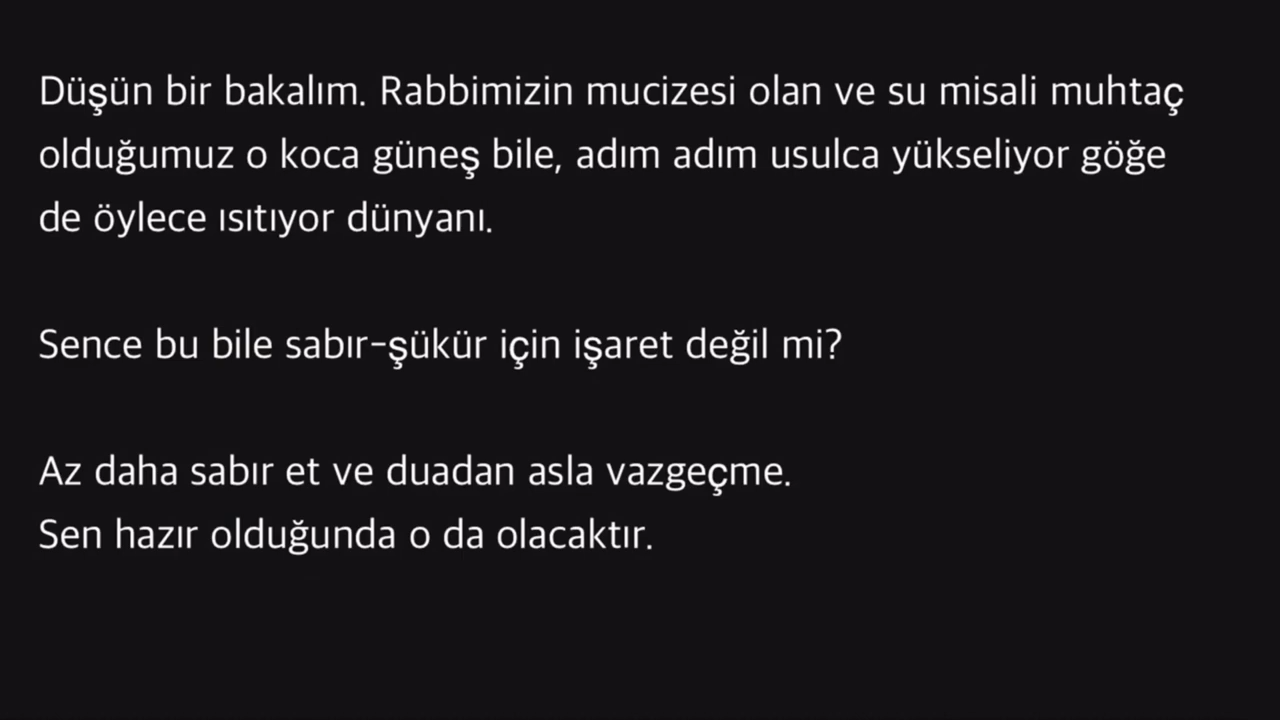 Düşün bir bakalım. Rabbimizin mucizesi olan ve su misali muhtaç
olduğumuz o koca güneş bile, adım adım usulca yükseliyor göğe
de öylece ısıtıyor dünyanı.
Sence bu bile sabır-şükür için işaret değil mi?
Az daha sabır et ve duadan asla vazgeçme.
Sen hazır olduğunda o da olacaktır.